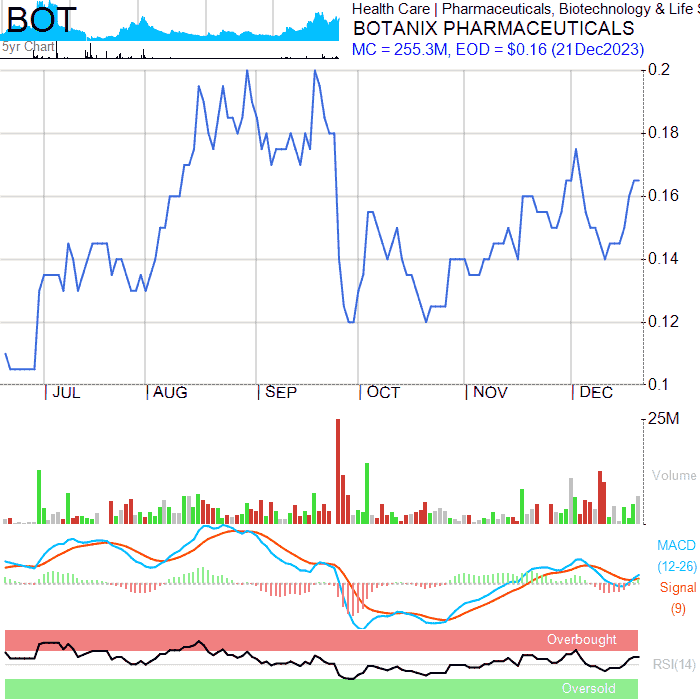 BOT
5yr Chart
Health Care | Pharmaceuticals, Biotechnology & Life S
BOTANIX PHARMACEUTICALS
MC = 255.3M, EOD = $0.16 (21Dec2023)
0.2
0.18
0.16
0.14
0.12
0.1
JUL AUG SEP OCT NOV DEC
25M
Volume
MACD
(12-26)
Signal
(9)
Overbought
RSI(14)
Oversold